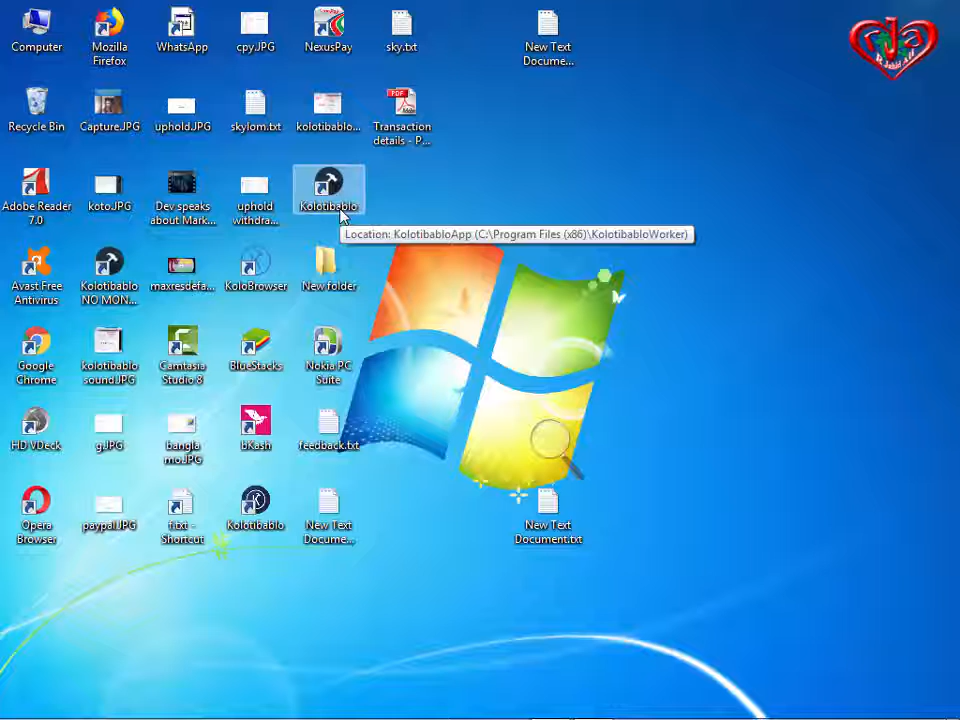 Computer
Mozilla
Firefox
WhatsApp
cpy.JPG
NexusPay
sky.txt
New Text
Docume...
Recycle Bin
Capture.JPG
uphold.JPG
skylom.txt
kolotibablo...
PDF
Transaction
details - P...
Adobe Reader
7.0
koto.JPG
Dev speaks
about Mark...
uphold
withdra...
Kolotibablo
Location: KolotibabloApp (C:\Program Files (x86)\KolotibabloWorker)
Avast Free
Antivirus
Kolotibablo
NO MON...
maxresdefa...
KoloBrowser
New folder
Google
Chrome
kolotibablo
sound.JPG
Camtasia
Studio 8
BlueStacks
Nokia PC
Suite
HD VDeck
g.JPG
bangla
mo.JPG
bKash
feedback.txt
Opera
Browser
paypal.JPG
f.txt -
Shortcut
Kolotibablo
New Text
Docume...
New Text
Document.txt